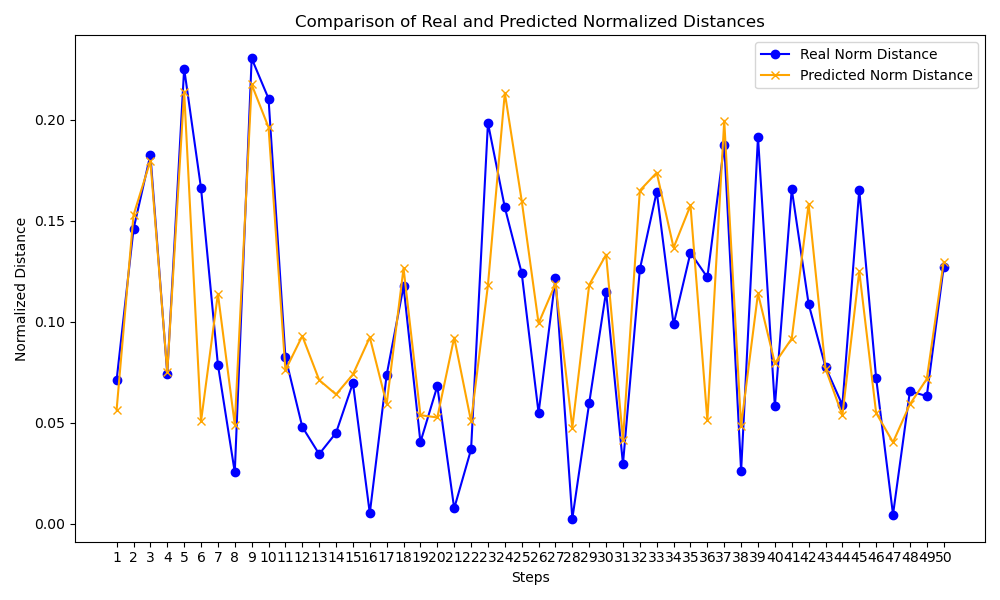 Comparison of Real and Predicted Normalized Distances
Real Norm Distance
Predicted Norm Distance
Normalized Distance
0.20
0.15
0.10
0.05
0.00
1 2 3 4 5 6 7 8 9 10 11 12 13 14 15 16 17 18 19 20 21 22 23 24 25 26 27 28 29 30 31 32 33 34 35 36 37 38 39 40 41 42 43 44 45 46 47 48 49 50
Steps